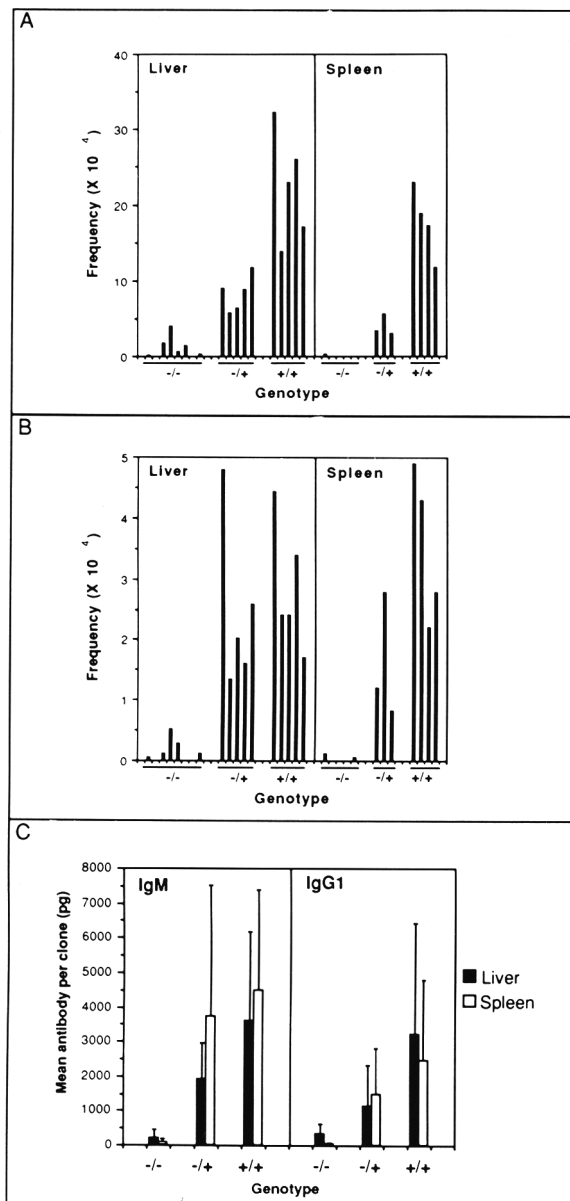 A
Liver
Spleen
Frequency (X 10 4)
40
30
20
10
0
-/-
-/+
+/+
-/-
-/+
+/+
Genotype
B
Liver
Spleen
Frequency (X 10 4)
5
4
3
2
1
0
-/-
-/+
+/+
-/-
-/+
+/+
Genotype
C
IgM
IgG1
Mean antibody per clone (pg)
8000
7000
6000
5000
4000
3000
2000
1000
0
Liver
Spleen
-/-
-/+
+/+
-/-
-/+
+/+
Genotype